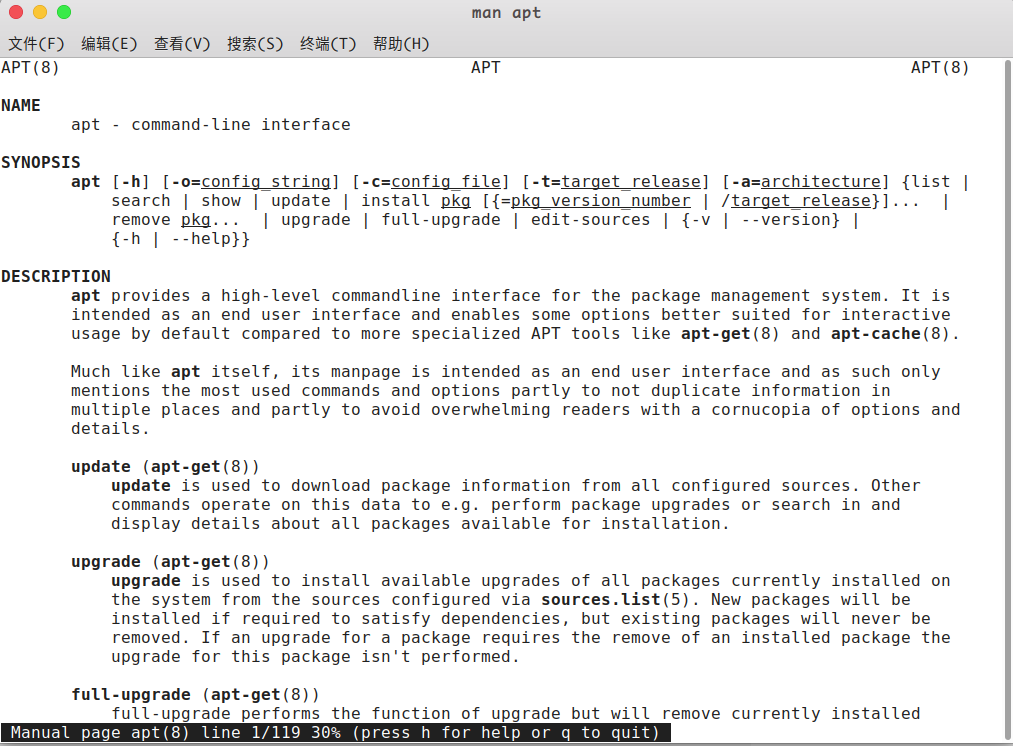 man apt
文件(F) 编辑(E) 查看(V) 搜索(S) 终端(T) 帮助(H)
APT(8) APT APT(8)
NAME
apt - command-line interface
SYNOPSIS
apt [-h] [-o=config_string] [-c=config_file] [-t=target_release] [-a=architecture] {list |
search | show | update | install pkg [{=pkg_version_number | /target_release}]... |
remove pkg... | upgrade | full-upgrade | edit-sources | {-v | --version} |
{-h | --help}}
DESCRIPTION
apt provides a high-level commandline interface for the package management system. It is
intended as an end user interface and enables some options better suited for interactive
usage by default compared to more specialized APT tools like apt-get(8) and apt-cache(8).
Much like apt itself, its manpage is intended as an end user interface and as such only
mentions the most used commands and options partly to not duplicate information in
multiple places and partly to avoid overwhelming readers with a cornucopia of options and
details.
update (apt-get(8))
update is used to download package information from all configured sources. Other
commands operate on this data to e.g. perform package upgrades or search in and
display details about all packages available for installation.
upgrade (apt-get(8))
upgrade is used to install available upgrades of all packages currently installed on
the system from the sources configured via sources.list(5). New packages will be
installed if required to satisfy dependencies, but existing packages will never be
removed. If an upgrade for a package requires the remove of an installed package the
upgrade for this package isn't performed.
full-upgrade (apt-get(8))
full-upgrade performs the function of upgrade but will remove currently installed
Manual page apt(8) line 1/119 30% (press h for help or q to quit)